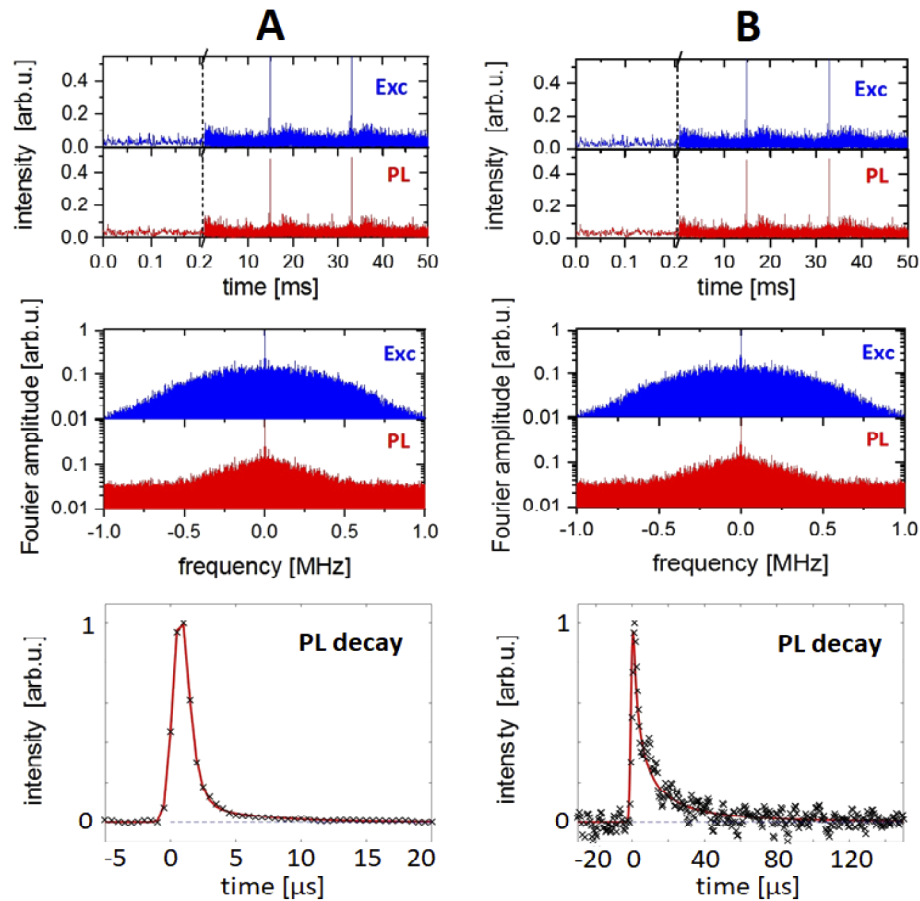 A
B
intensity [arb.u.]
0.4
0.2
0.0
Exc
0.4
0.2
0.0
PL
0.0 0.1 0.2 10 20 30 40 50
time [ms]
intensity [arb.u.]
0.4
0.2
0.0
Exc
0.4
0.2
0.0
PL
0.0 0.1 0.2 10 20 30 40 50
time [ms]
Fourier amplitude [arb.u.]
1
0.1
0.01
Exc
0.1
0.01
PL
-1.0 -0.5 0.0 0.5 1.0
frequency [MHz]
Fourier amplitude [arb.u.]
1
0.1
0.01
Exc
0.1
0.01
PL
-1.0 -0.5 0.0 0.5 1.0
frequency [MHz]
intensity [arb.u.]
1
0
PL decay
-5 0 5 10 15 20
time [μs]
intensty [arb.u.]
1
0
PL decay
-20 0 40 80 120
time [μs]